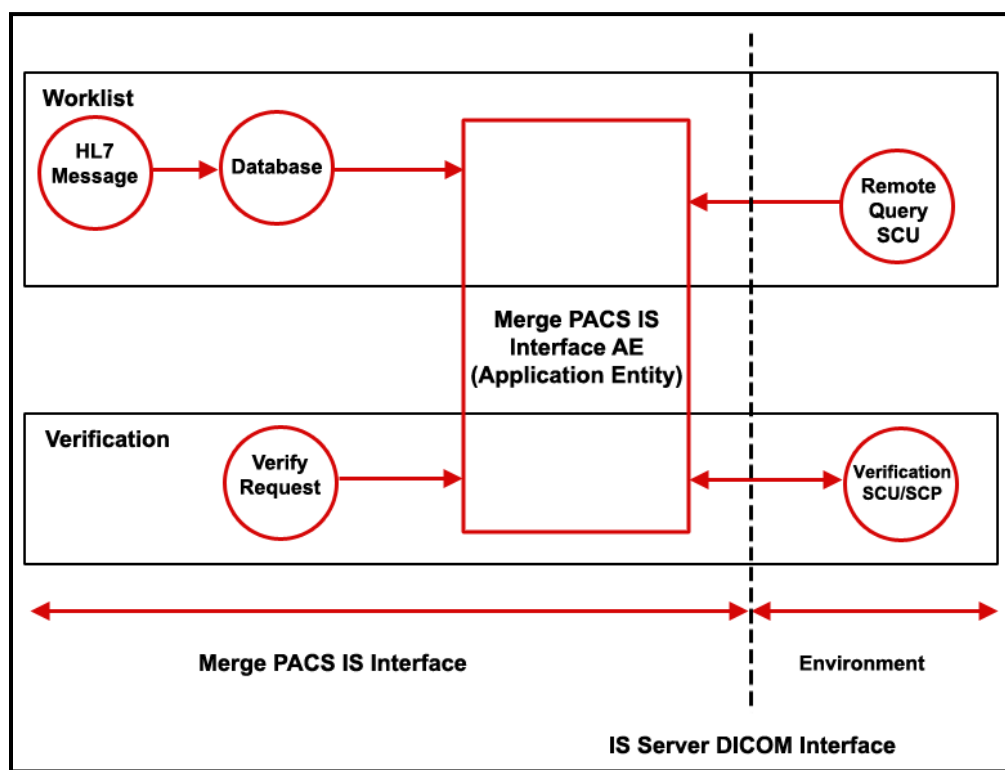 Worklist
HL7
Message
Database
Remote
Query
SCU
Merge PACS IS
Interface AE
(Application Entity)
Verification
Verify
Request
Verification
SCU/SCP
Merge PACS IS Interface
Environment
IS Server DICOM Interface